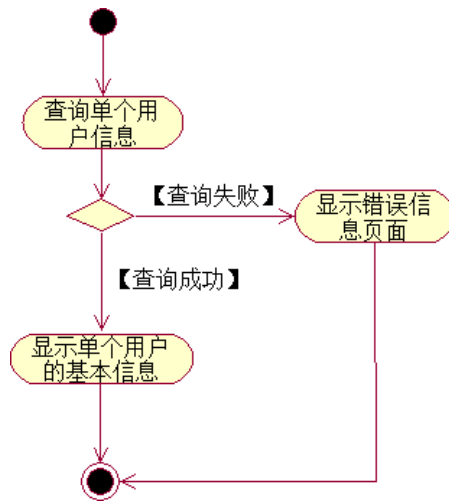 查询单个用
户信息
【查询失败】
显示错误信
息页面
【查询成功】
显示单个用户
的基本信息